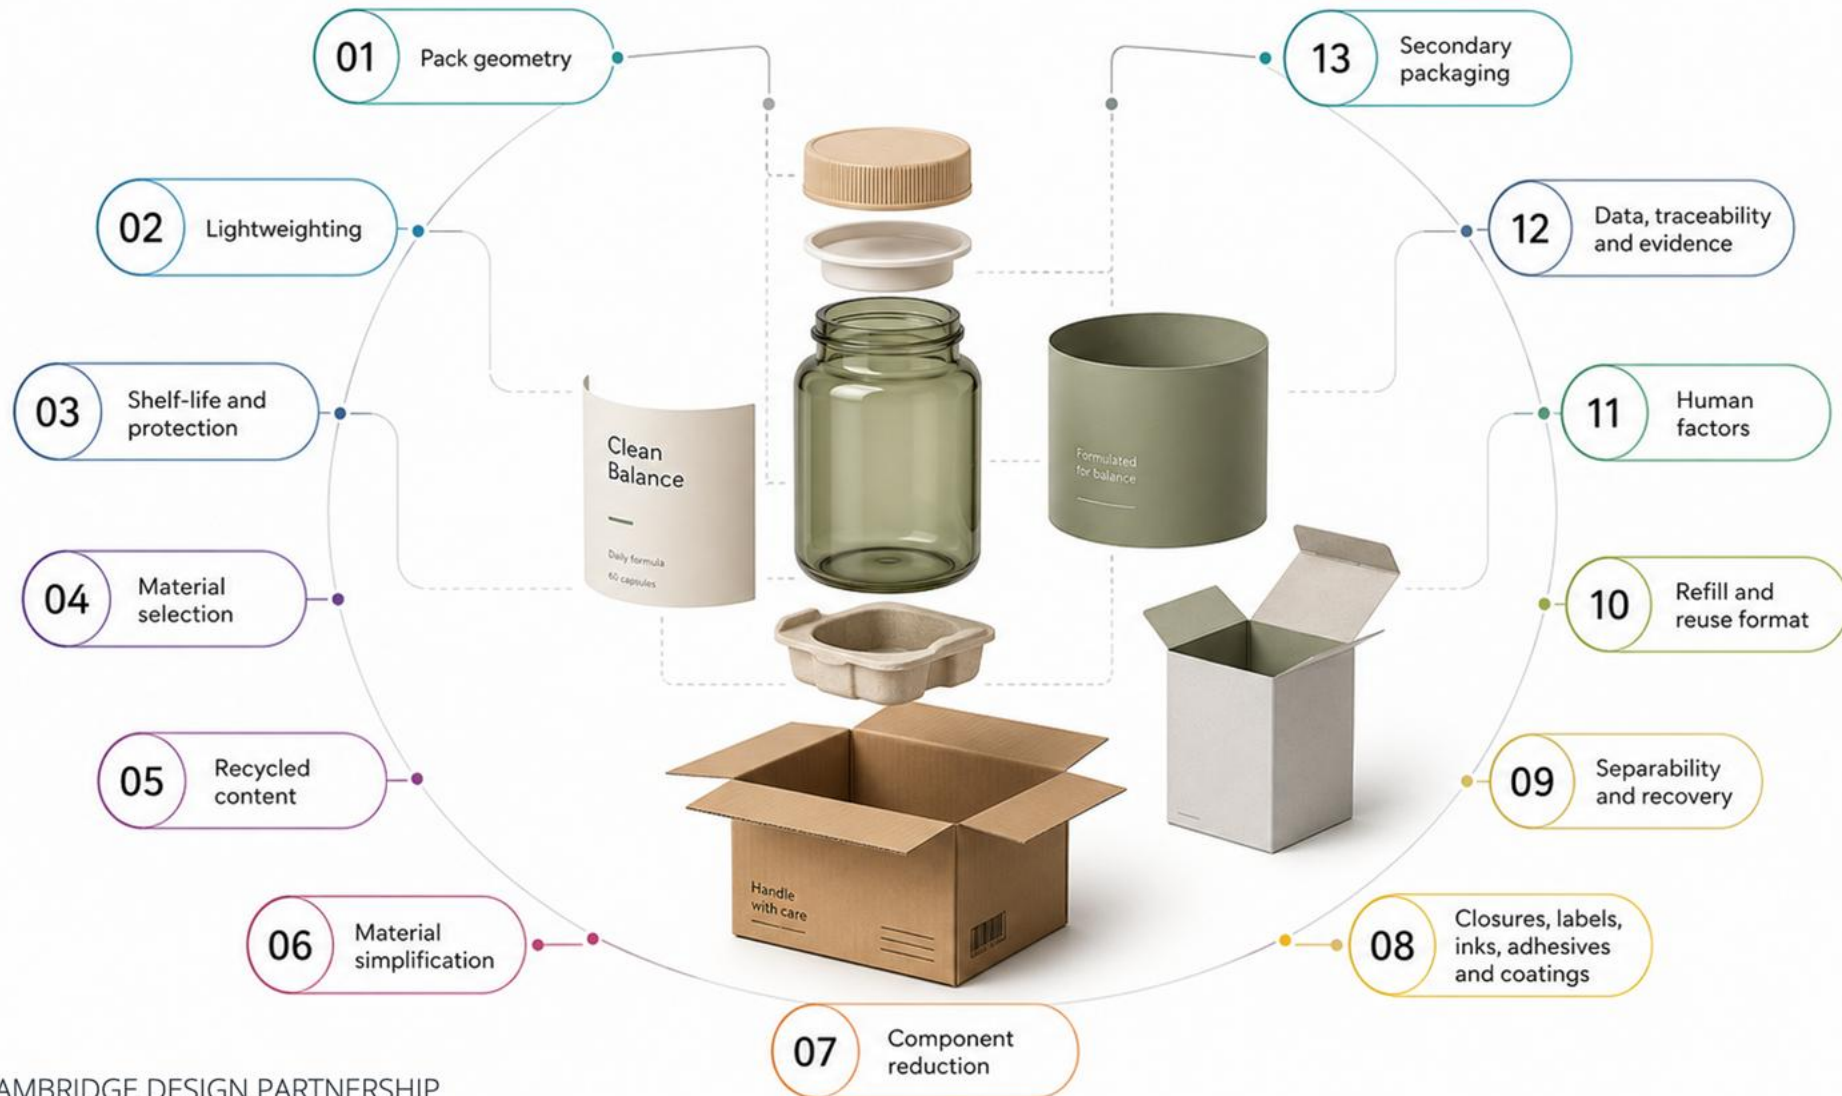 01
Pack geometry
02
Lightweighting
03
Shelf-life and
protection
04
Material
selection
05
Recycled
content
06
Material
simplification
07
Component
reduction
08
Closures, labels,
inks, adhesives
and coatings
09
Separability
and recovery
10
Refill and
reuse format
11
Human
factors
12
Data, traceability
and evidence
13
Secondary
packaging
Clean
Balance
Daily formula
60 capsules
Formulated
for balance
Handle
with care
AMBRIDGE DESIGN PARTNERSHIP